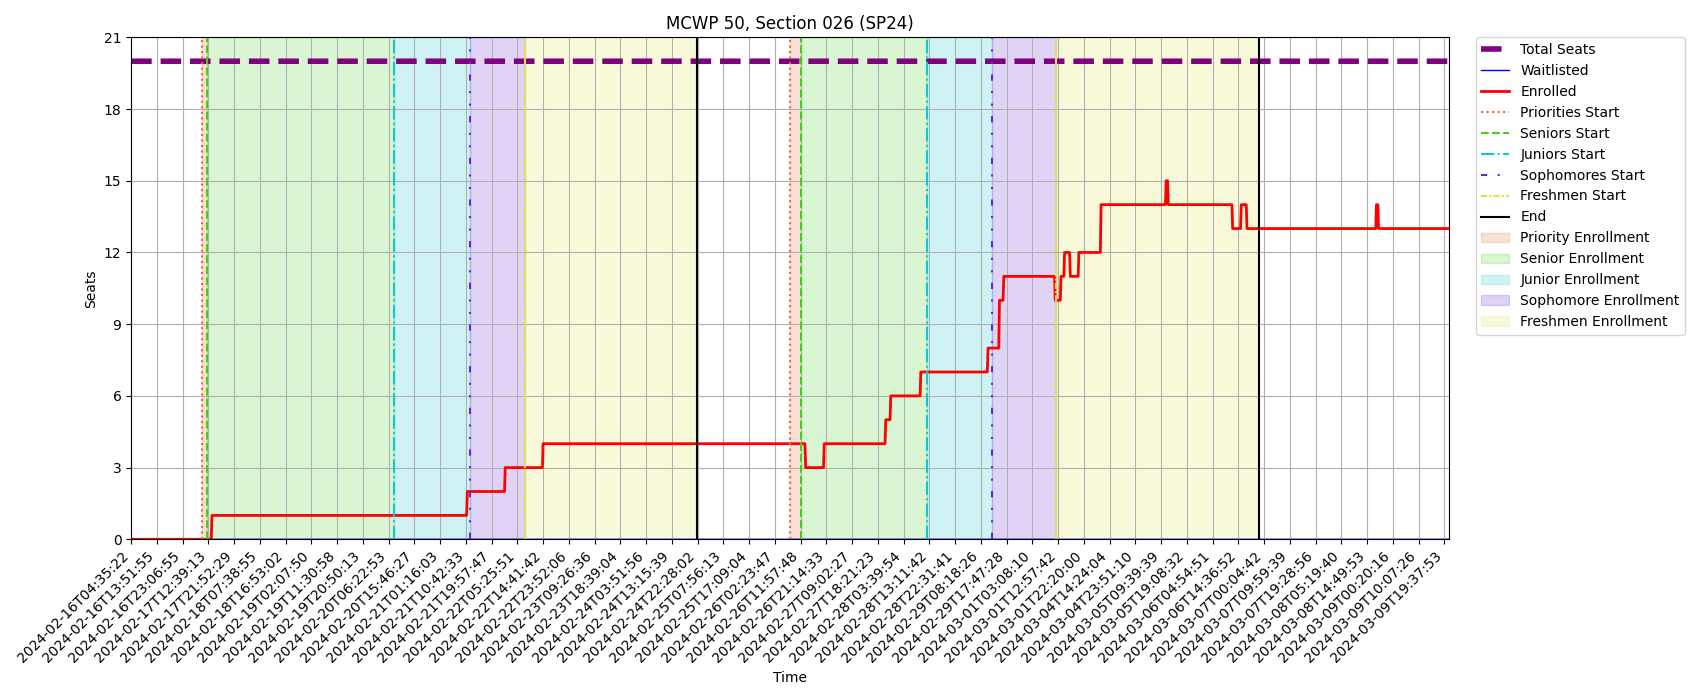 MCWP 50, Section 026 (SP24)
21
18
15
12
9
6
3
0
Seats
2024-02-16T04:35:22
2024-02-16T13:51:55
2024-02-16T23:06:55
2024-02-17T12:39:13
2024-02-17T21:52:29
2024-02-18T07:38:55
2024-02-18T16:53:02
2024-02-19T02:07:50
2024-02-19T11:30:58
2024-02-19T20:50:13
2024-02-20T06:22:53
2024-02-20T15:46:27
2024-02-21T01:16:03
2024-02-21T10:42:33
2024-02-21T19:57:47
2024-02-22T05:25:51
2024-02-22T14:41:42
2024-02-22T23:52:06
2024-02-23T09:26:36
2024-02-23T18:39:04
2024-02-24T03:51:56
2024-02-24T13:15:39
2024-02-24T22:28:02
2024-02-25T07:56:13
2024-02-25T17:09:04
2024-02-26T02:23:47
2024-02-26T11:57:48
2024-02-26T21:14:33
2024-02-27T09:02:27
2024-02-27T18:21:23
2024-02-28T03:39:54
2024-02-28T13:11:42
2024-02-28T22:31:41
2024-02-29T08:18:26
2024-02-29T17:47:28
2024-03-01T03:08:10
2024-03-01T12:57:42
2024-03-01T22:20:00
2024-03-04T14:24:04
2024-03-04T23:51:10
2024-03-05T09:39:39
2024-03-05T19:08:32
2024-03-06T04:54:51
2024-03-06T14:36:52
2024-03-07T00:04:42
2024-03-07T09:59:39
2024-03-07T19:28:56
2024-03-08T05:19:40
2024-03-08T14:49:53
2024-03-09T00:20:16
2024-03-09T10:07:26
2024-03-09T19:37:53
Time
Total Seats
Waitlisted
Enrolled
Priorities Start
Seniors Start
Juniors Start
Sophomores Start
Freshmen Start
End
Priority Enrollment
Senior Enrollment
Junior Enrollment
Sophomore Enrollment
Freshmen Enrollment